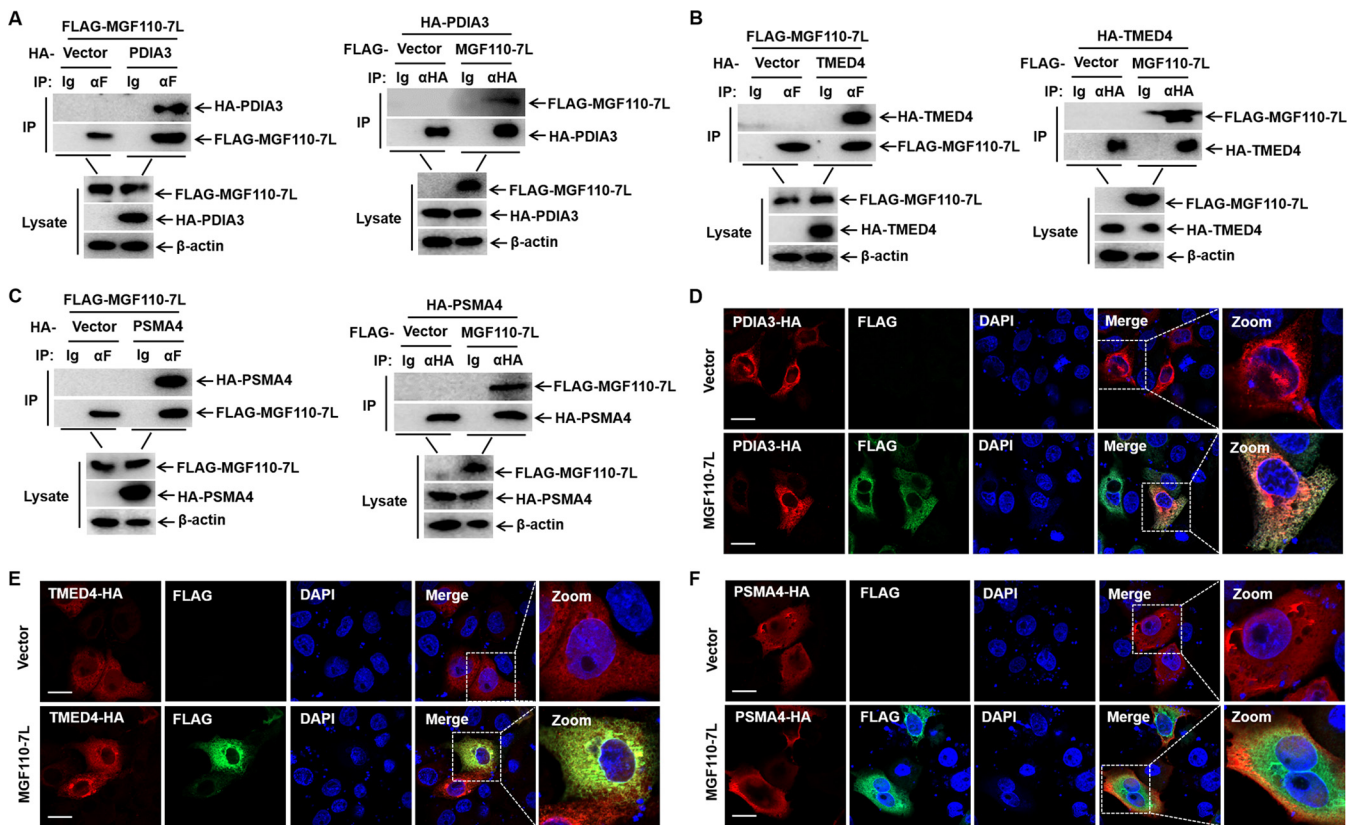 A
FLAG-MGF110-7L
HA- Vector PDIA3
IP: Ig αF Ig αF
IP
HA-PDIA3
FLAG-MGF110-7L
Lysate
FLAG-MGF110-7L
HA-PDIA3
β-actin
HA-PDIA3
FLAG- Vector MGF110-7L
IP: Ig αHA Ig αHA
IP
FLAG-MGF110-7L
HA-PDIA3
Lysate
FLAG-MGF110-7L
HA-PDIA3
β-actin
B
FLAG-MGF110-7L
HA- Vector TMED4
IP: Ig αF Ig αF
IP
HA-TMED4
FLAG-MGF110-7L
Lysate
FLAG-MGF110-7L
HA-TMED4
β-actin
HA-TMED4
FLAG- Vector MGF110-7L
IP: Ig αHA Ig αHA
IP
FLAG-MGF110-7L
HA-TMED4
Lysate
FLAG-MGF110-7L
HA-TMED4
β-actin
C
FLAG-MGF110-7L
HA- Vector PSMA4
IP: Ig αF Ig αF
IP
HA-PSMA4
FLAG-MGF110-7L
Lysate
FLAG-MGF110-7L
HA-PSMA4
β-actin
HA-PSMA4
FLAG- Vector MGF110-7L
IP: Ig αHA Ig αHA
IP
FLAG-MGF110-7L
HA-PSMA4
Lysate
FLAG-MGF110-7L
HA-PSMA4
β-actin
D
Vector
PDIA3-HA FLAG DAPI Merge Zoom
MGF110-7L
PDIA3-HA FLAG DAPI Merge Zoom
E
Vector
TMED4-HA FLAG DAPI Merge Zoom
MGF110-7L
TMED4-HA FLAG DAPI Merge Zoom
F
Vector
PSMA4-HA FLAG DAPI Merge Zoom
MGF110-7L
PSMA4-HA FLAG DAPI Merge Zoom